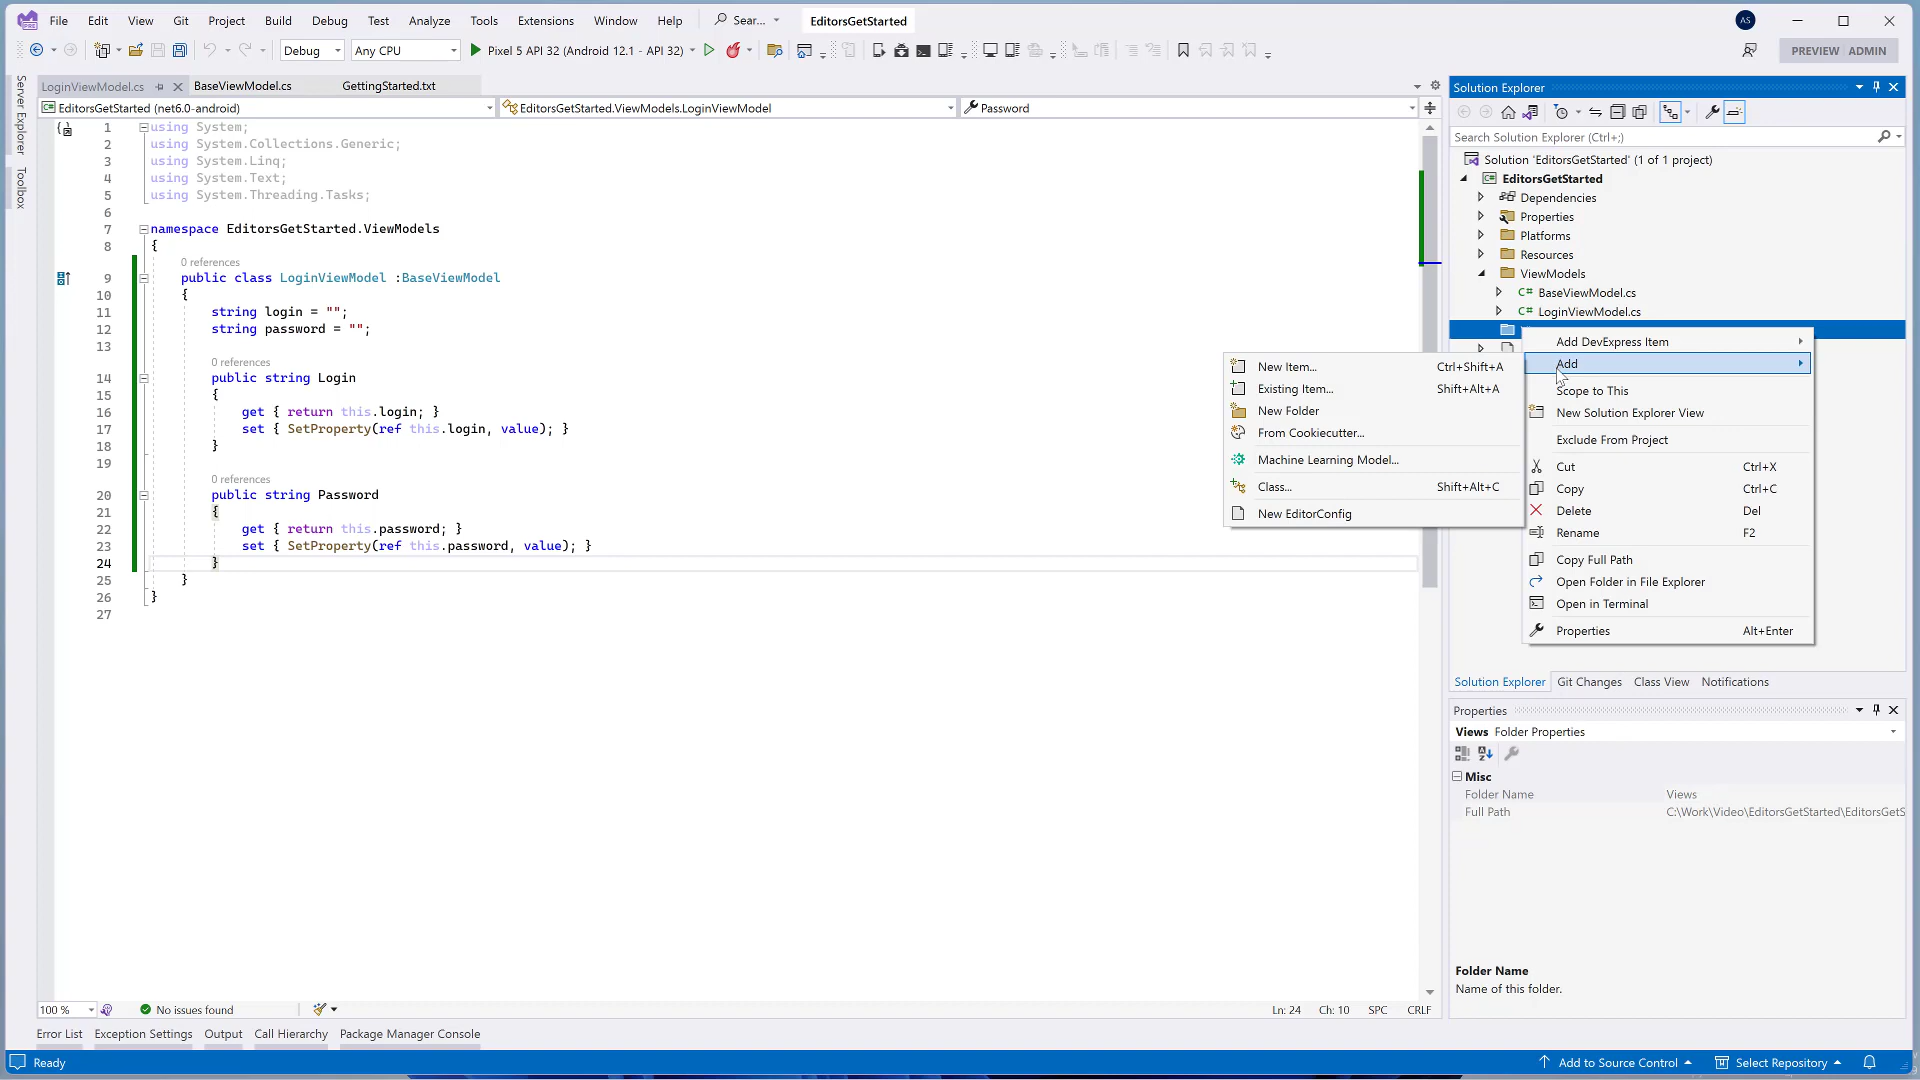 File Edit View Git Project Build Debug Test Analyze Tools Extensions Window Help Sear... EditorsGetStarted AS
Debug Any CPU Pixel 5 API 32 (Android 12.1 - API 32) PREVIEW ADMIN
LoginViewModel.cs BaseViewModel.cs GettingStarted.txt
EditorsGetStarted (net6.0-android) EditorsGetStarted.ViewModels.LoginViewModel Password
Server Explorer
Toolbox
1 using System;
2 using System.Collections.Generic;
3 using System.Linq;
4 using System.Text;
5 using System.Threading.Tasks;
6
7 namespace EditorsGetStarted.ViewModels
8 {
0 references
9 public class LoginViewModel :BaseViewModel
10 {
11 string login = "";
12 string password = "";
13
0 references
14 public string Login
15 {
16 get { return this.login; }
17 set { SetProperty(ref this.login, value); }
18 }
19
0 references
20 public string Password
21 {
22 get { return this.password; }
23 set { SetProperty(ref this.password, value); }
24 }
25 }
26 }
27
New Item... Ctrl+Shift+A
Existing Item... Shift+Alt+A
New Folder
From Cookiecutter...
Machine Learning Model...
Class... Shift+Alt+C
New EditorConfig
Solution Explorer
Search Solution Explorer (Ctrl+;)
Solution 'EditorsGetStarted' (1 of 1 project)
EditorsGetStarted
Dependencies
Properties
Platforms
Resources
ViewModels
C# BaseViewModel.cs
C# LoginViewModel.cs
Add DevExpress Item
Add
Scope to This
New Solution Explorer View
Exclude From Project
Cut Ctrl+X
Copy Ctrl+C
Delete Del
Rename F2
Copy Full Path
Open Folder in File Explorer
Open in Terminal
Properties Alt+Enter
Solution Explorer Git Changes Class View Notifications
Properties
Views Folder Properties
Misc
Folder Name Views
Full Path C:\Work\Video\EditorsGetStarted\EditorsGetS
Folder Name
Name of this folder.
100 % No issues found Ln: 24 Ch: 10 SPC CRLF
Error List Exception Settings Output Call Hierarchy Package Manager Console
Ready Add to Source Control Select Repository